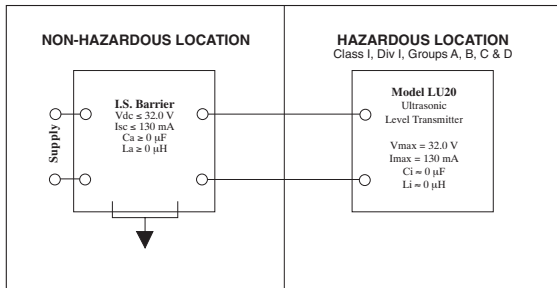 NON-HAZARDOUS LOCATION
I.S. Barrier
Vdc ≤ 32.0 V
Isc ≤ 130 mA
Ca ≥ 0 µF
La ≥ 0 µH
Supply
HAZARDOUS LOCATION
Class I, Div I, Groups A, B, C & D
Model LU20
Ultrasonic
Level Transmitter
Vmax = 32.0 V
Imax = 130 mA
Ci ≈ 0 µF
Li ≈ 0 µH